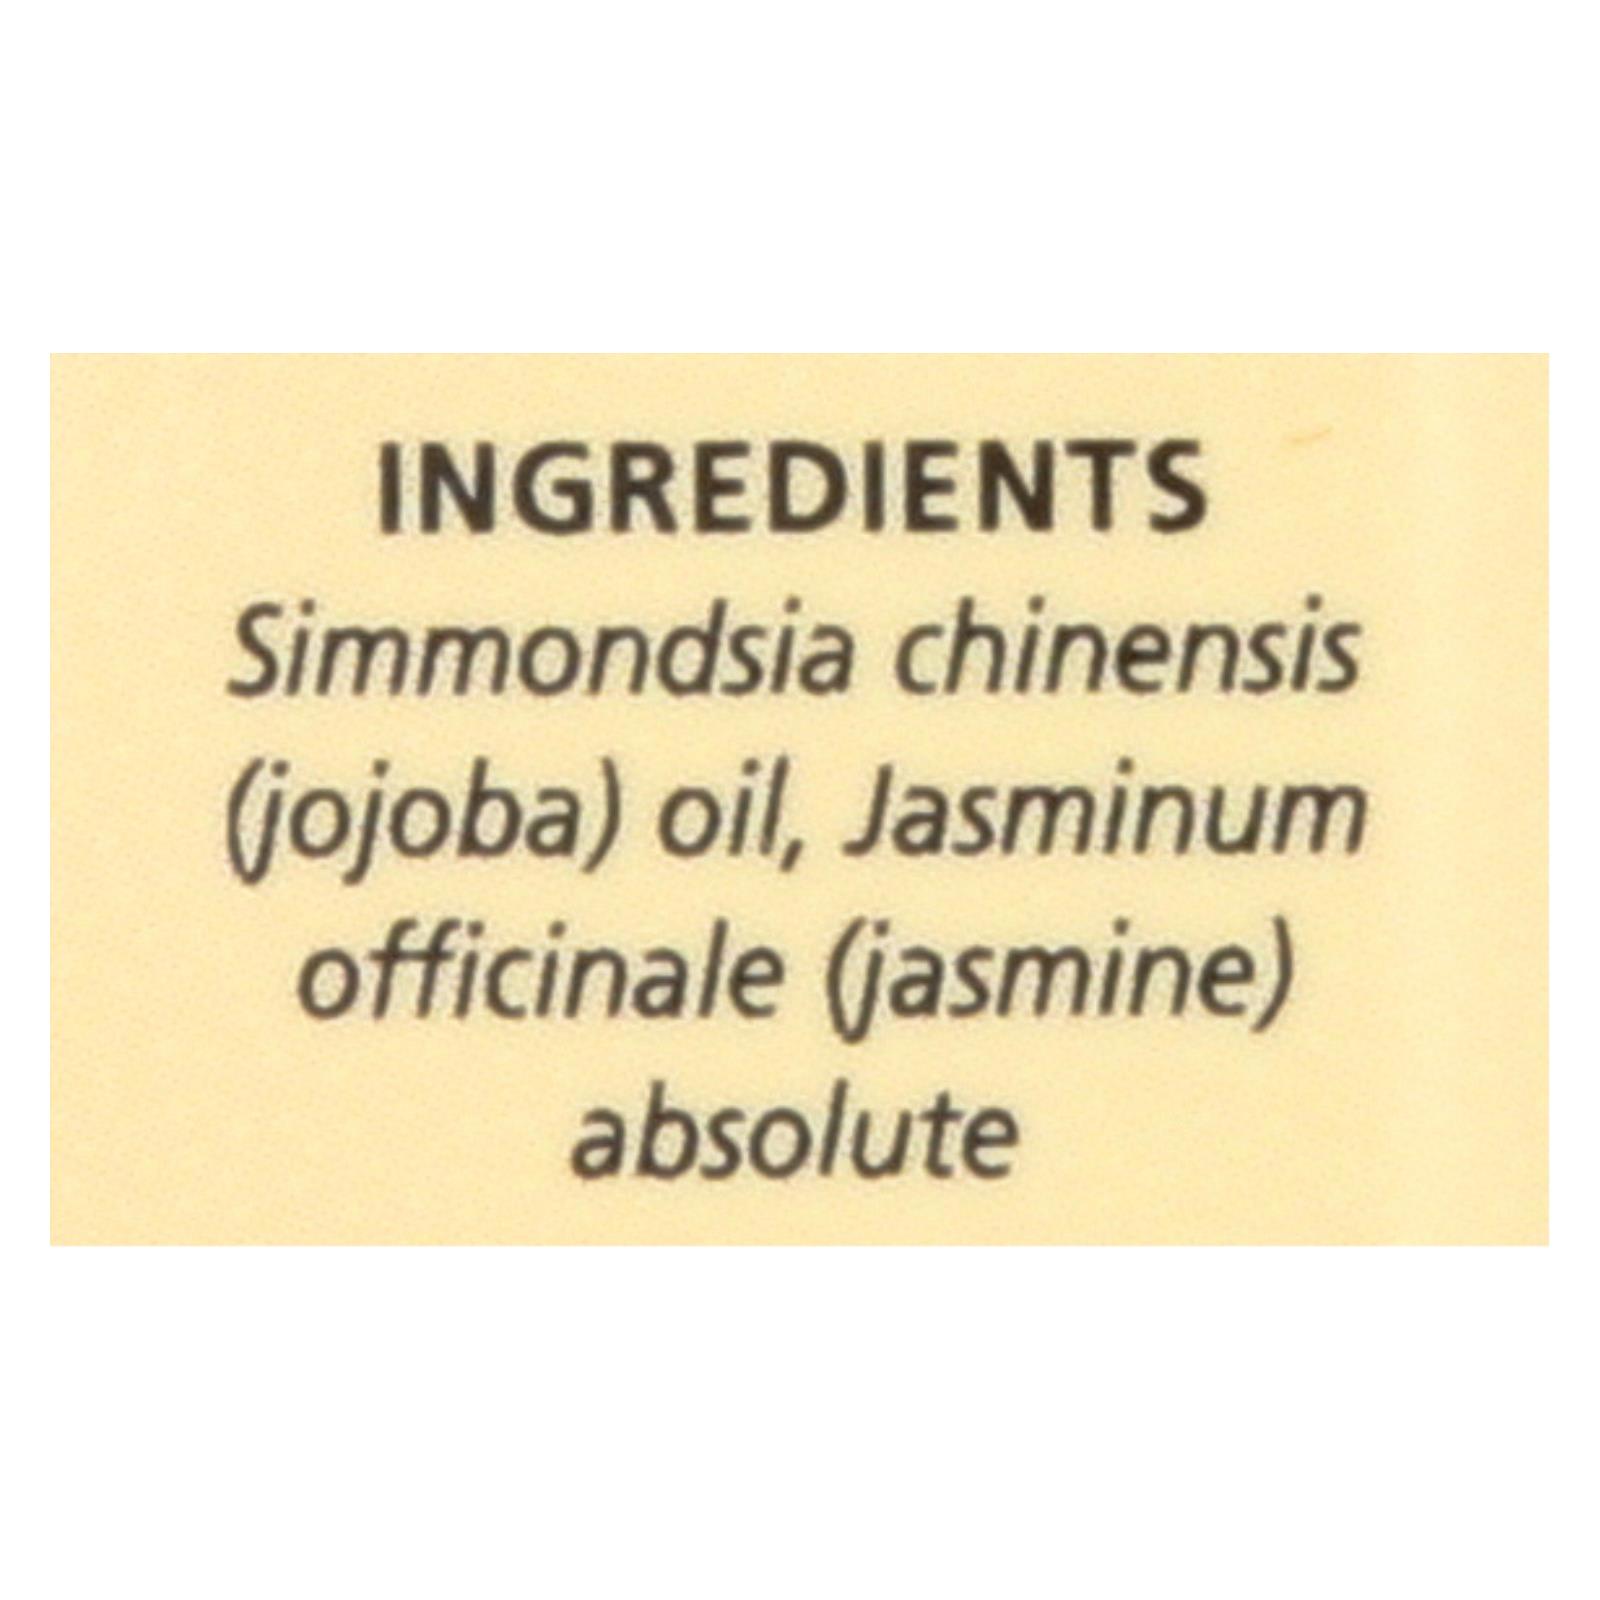 INGREDIENTS
Simmondsia chinensis
(jojoba) oil, Jasminum
officinale (jasmine)
absolute